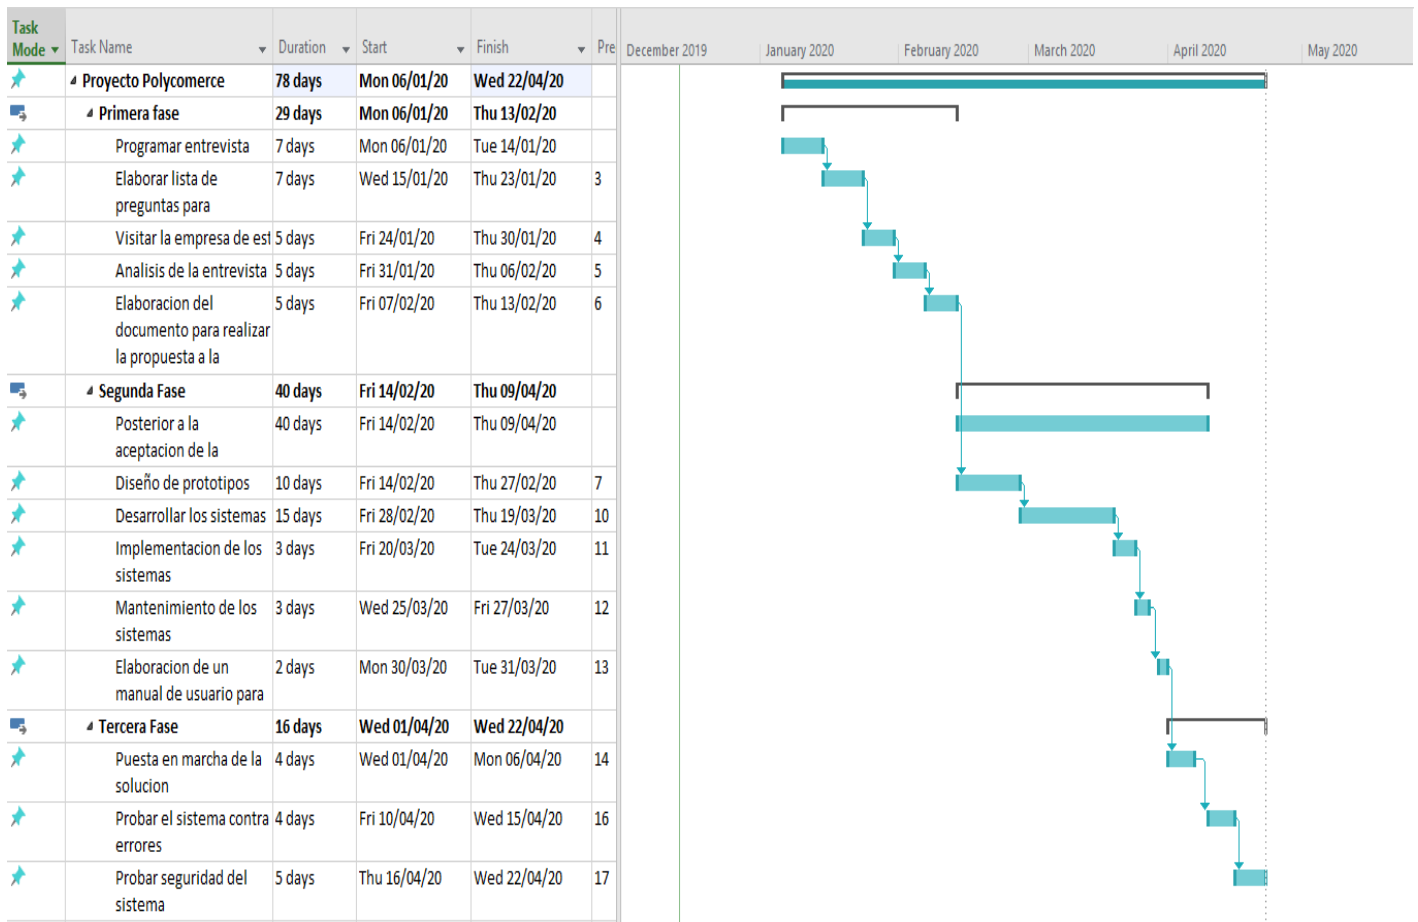 Task
Mode Task Name Duration Start Finish Pre December 2019 January 2020 February 2020 March 2020 April 2020 May 2020
Proyecto Polycomerce 78 days Mon 06/01/20 Wed 22/04/20
Primera fase 29 days Mon 06/01/20 Thu 13/02/20
Programar entrevista 7 days Mon 06/01/20 Tue 14/01/20
Elaborar lista de 7 days Wed 15/01/20 Thu 23/01/20 3
preguntas para
Visitar la empresa de est 5 days Fri 24/01/20 Thu 30/01/20 4
Analisis de la entrevista 5 days Fri 31/01/20 Thu 06/02/20 5
Elaboracion del 5 days Fri 07/02/20 Thu 13/02/20 6
documento para realizar
la propuesta a la
Segunda Fase 40 days Fri 14/02/20 Thu 09/04/20
Posterior a la 40 days Fri 14/02/20 Thu 09/04/20
aceptacion de la
Diseño de prototipos 10 days Fri 14/02/20 Thu 27/02/20 7
Desarrollar los sistemas 15 days Fri 28/02/20 Thu 19/03/20 10
Implementacion de los 3 days Fri 20/03/20 Tue 24/03/20 11
sistemas
Mantenimiento de los 3 days Wed 25/03/20 Fri 27/03/20 12
sistemas
Elaboracion de un 2 days Mon 30/03/20 Tue 31/03/20 13
manual de usuario para
Tercera Fase 16 days Wed 01/04/20 Wed 22/04/20
Puesta en marcha de la 4 days Wed 01/04/20 Mon 06/04/20 14
solucion
Probar el sistema contra 4 days Fri 10/04/20 Wed 15/04/20 16
errores
Probar seguridad del 5 days Thu 16/04/20 Wed 22/04/20 17
sistema